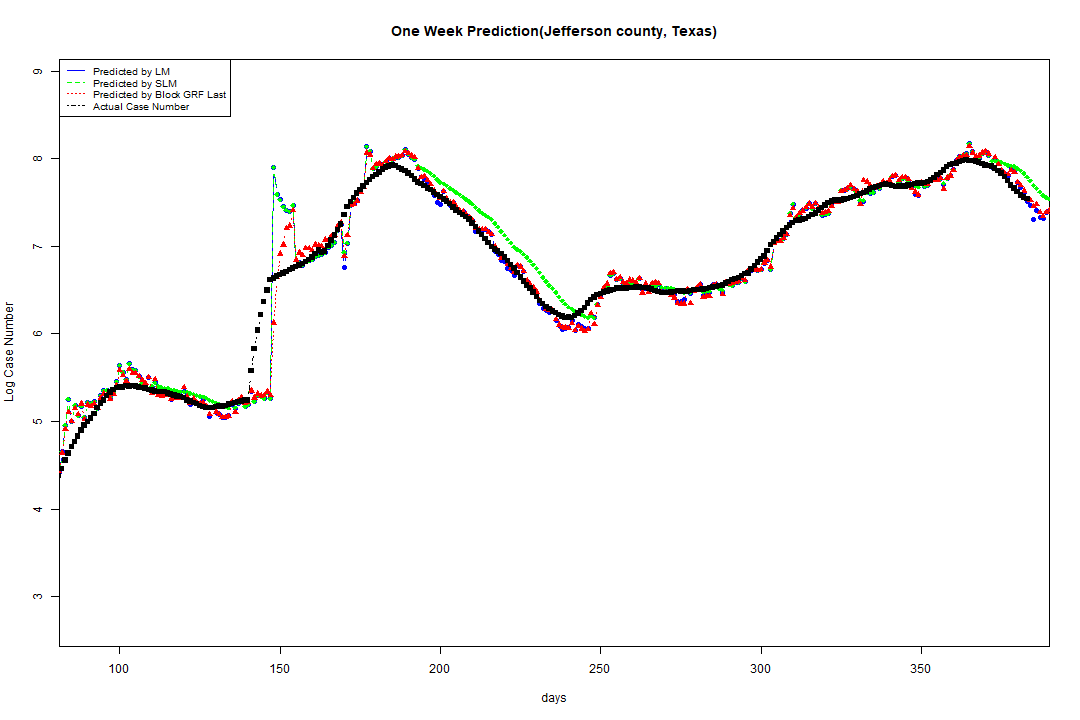 One Week Prediction(Jefferson county, Texas)
Predicted by LM
Predicted by SLM
Predicted by Block GRF Last
Actual Case Number
9
8
7
6
5
4
3
Log Case Number
100 150 200 250 300 350
days